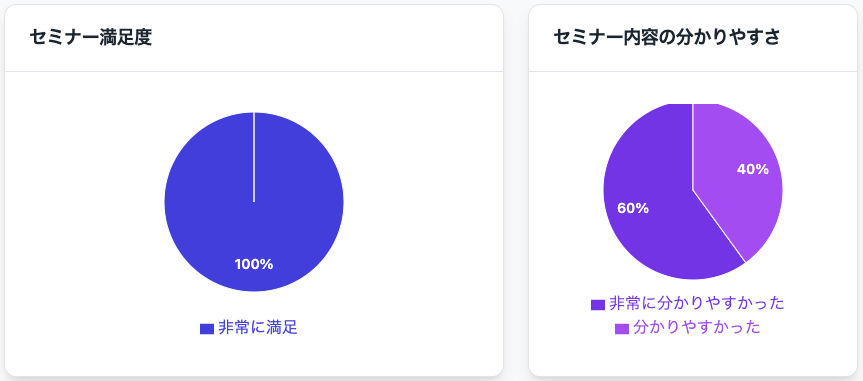 セミナー満足度
セミナー内容の分かりやすさ
100%
40%
60%
非常に満足
非常に分かりやすかった
分かりやすかった